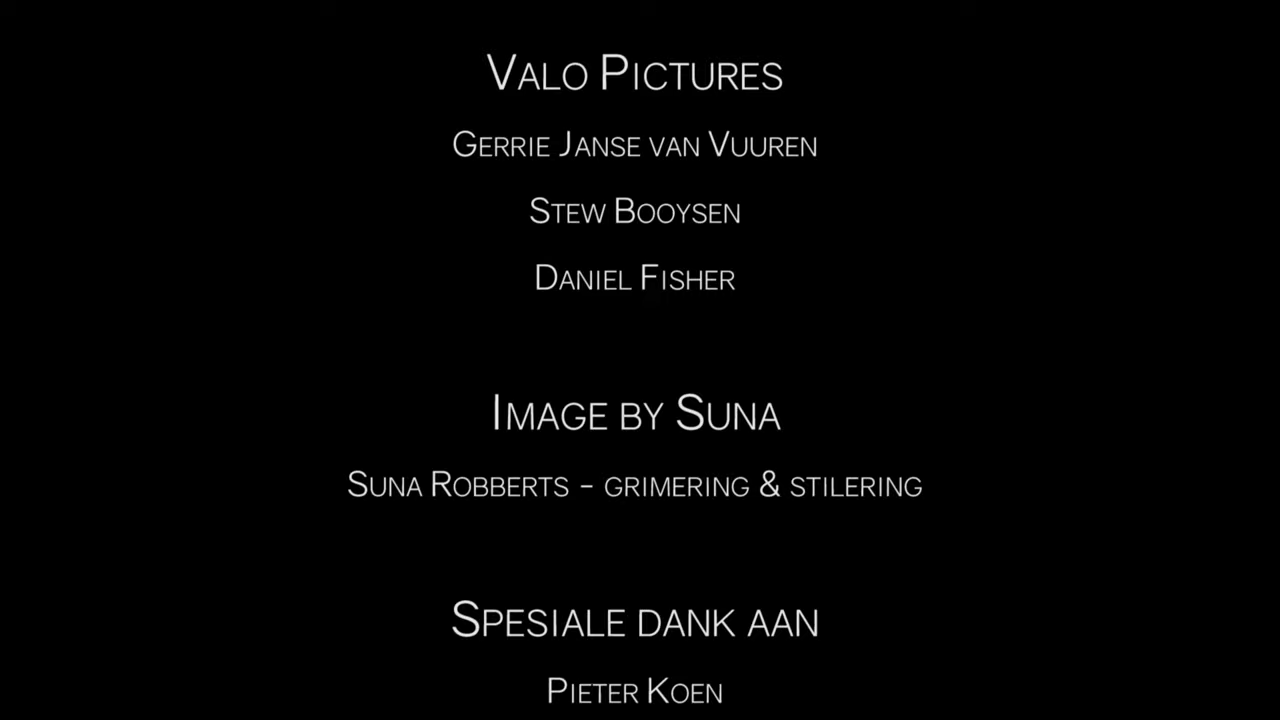 Valo Pictures
Gerrie Janse van Vuuren
Stew Booysen
Daniel Fisher
Image by Suna
Suna Robberts - grimering & stilering
Spesiale dank aan
Pieter Koen